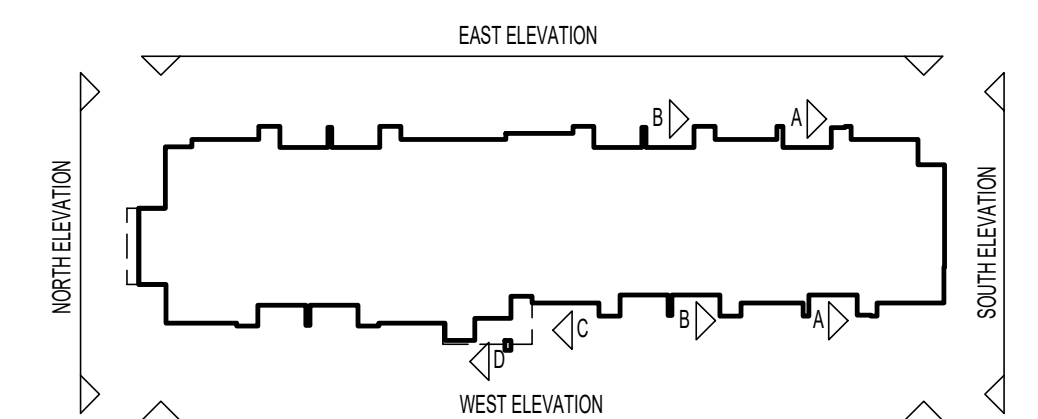 EAST ELEVATION
B
A
NORTH ELEVATION
SOUTH ELEVATION
C
B
A
D
WEST ELEVATION